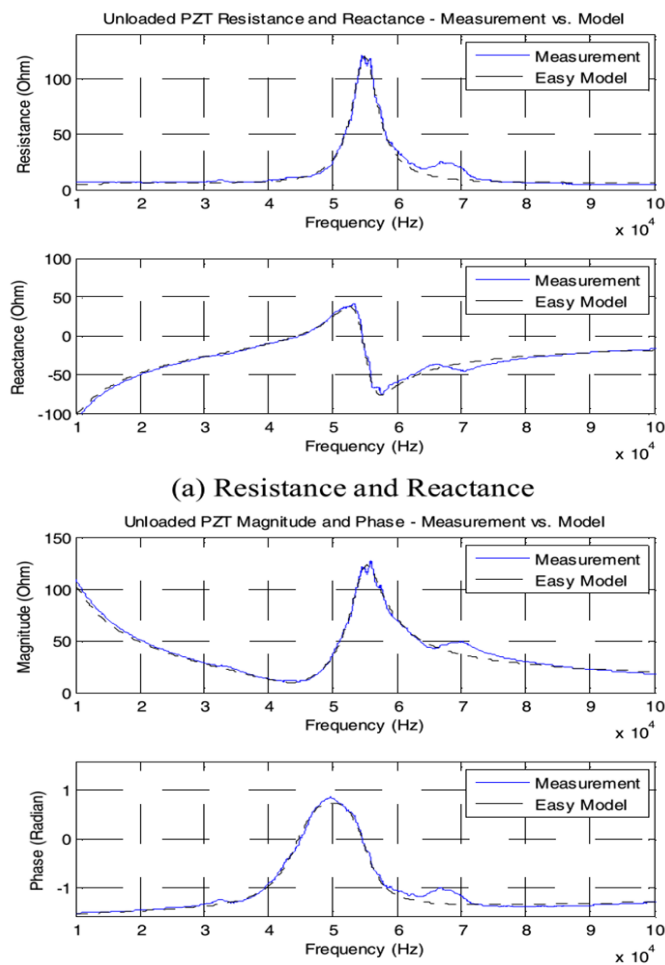 Unloaded PZT Resistance and Reactance - Measurement vs. Model
Resistance (Ohm)
100
50
0
Measurement
Easy Model
1 2 3 4 5 6 7 8 9 10
Frequency (Hz)
x 10^4
Reactance (Ohm)
100
50
0
-50
-100
Measurement
Easy Model
1 2 3 4 5 6 7 8 9 10
Frequency (Hz)
x 10^4
(a) Resistance and Reactance
Unloaded PZT Magnitude and Phase - Measurement vs. Model
Magnitude (Ohm)
150
100
50
0
Measurement
Easy Model
1 2 3 4 5 6 7 8 9 10
Frequency (Hz)
x 10^4
Phase (Radian)
1
0
-1
Measurement
Easy Model
1 2 3 4 5 6 7 8 9 10
Frequency (Hz)
x 10^4